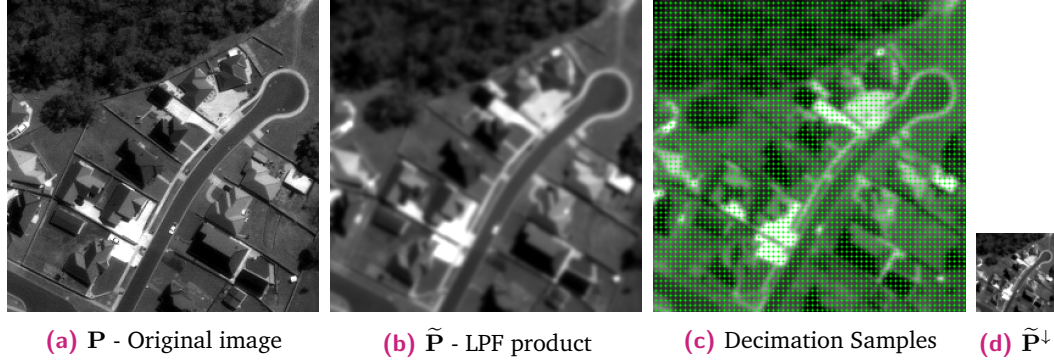 (a) P - Original image
(b) P̃ - LPF product
(c) Decimation Samples
(d) P̃↓